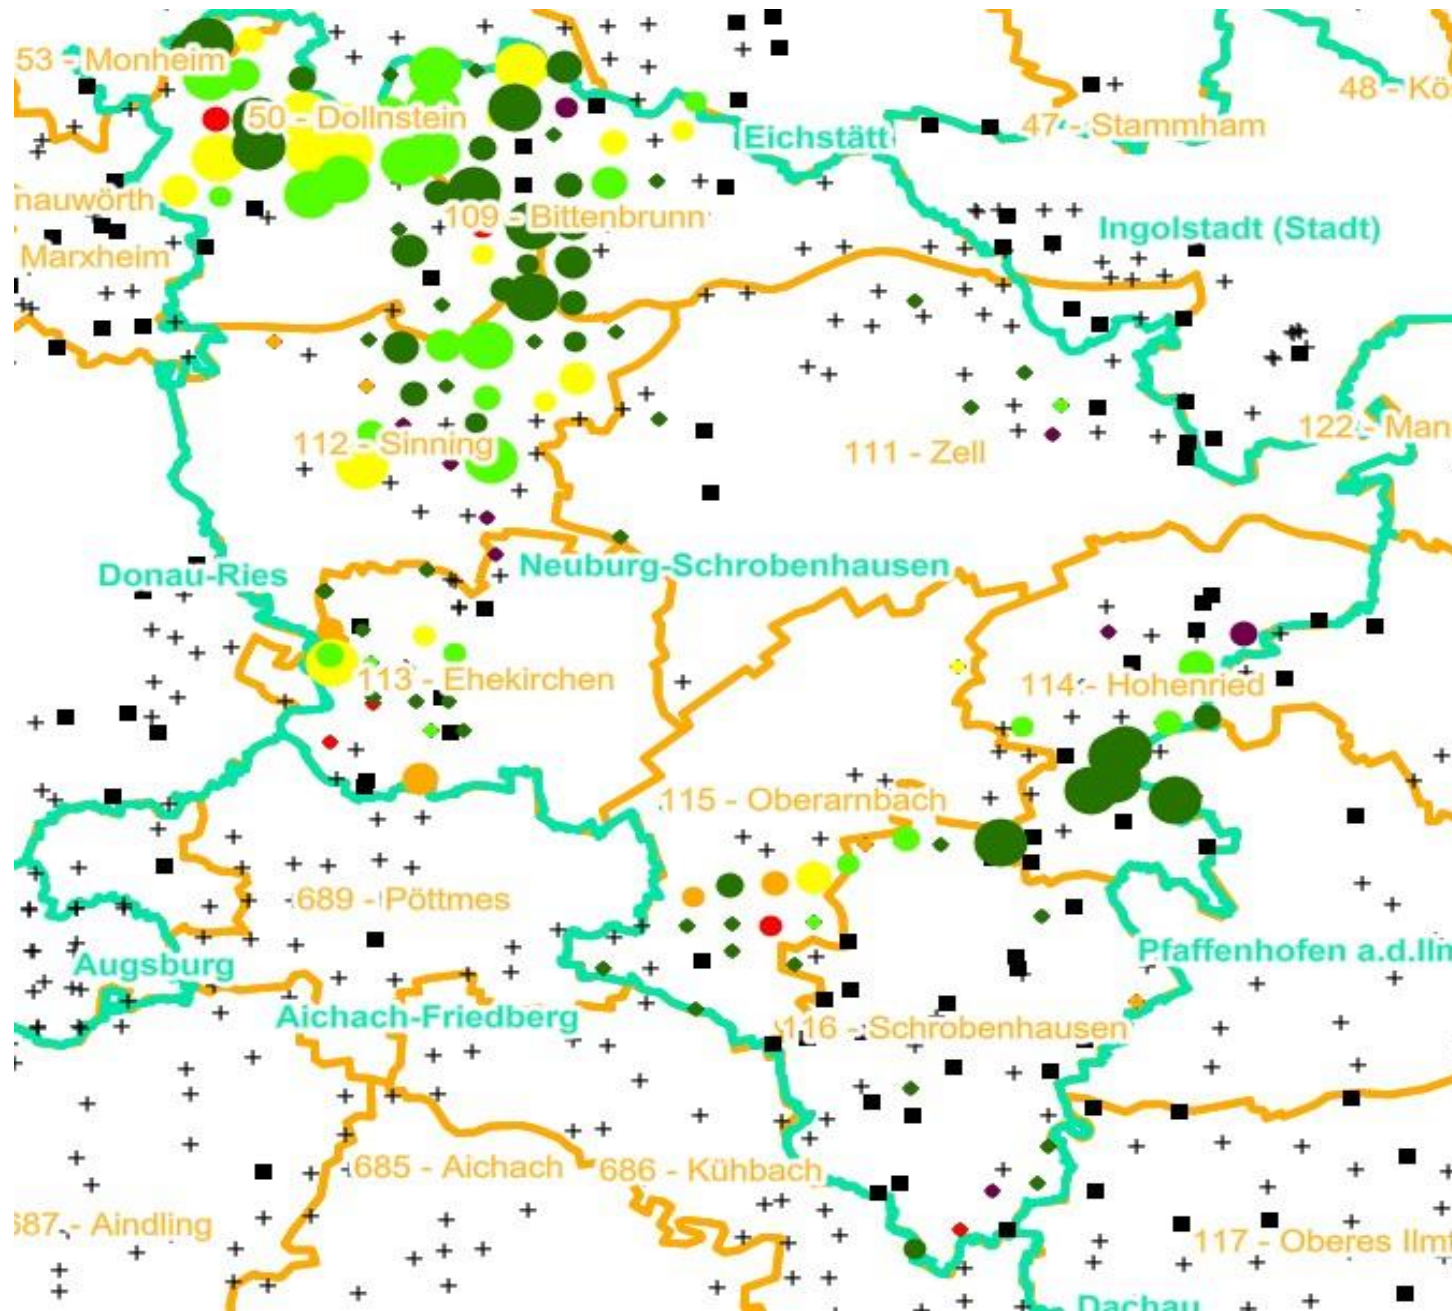 53 - Monheim
48 - Kö
50 - Dollnstein
47 - Stammham
Eichstätt
nauwörth
109 - Bittenbrunn
Ingolstadt (Stadt)
Marxheim
122 - Man
112 - Sinning
111 - Zell
Donau-Ries
Neuburg-Schrobenhausen
113 - Ehekirchen
114 - Hohenried
115 - Oberarnbach
689 - Pöttmes
Pfaffenhofen a.d.Ilm
Augsburg
Aichach-Friedberg
116 - Schrobenhausen
685 - Aichach
686 - Kühbach
687 - Aindling
117 - Oberes Ilmt
Dachau